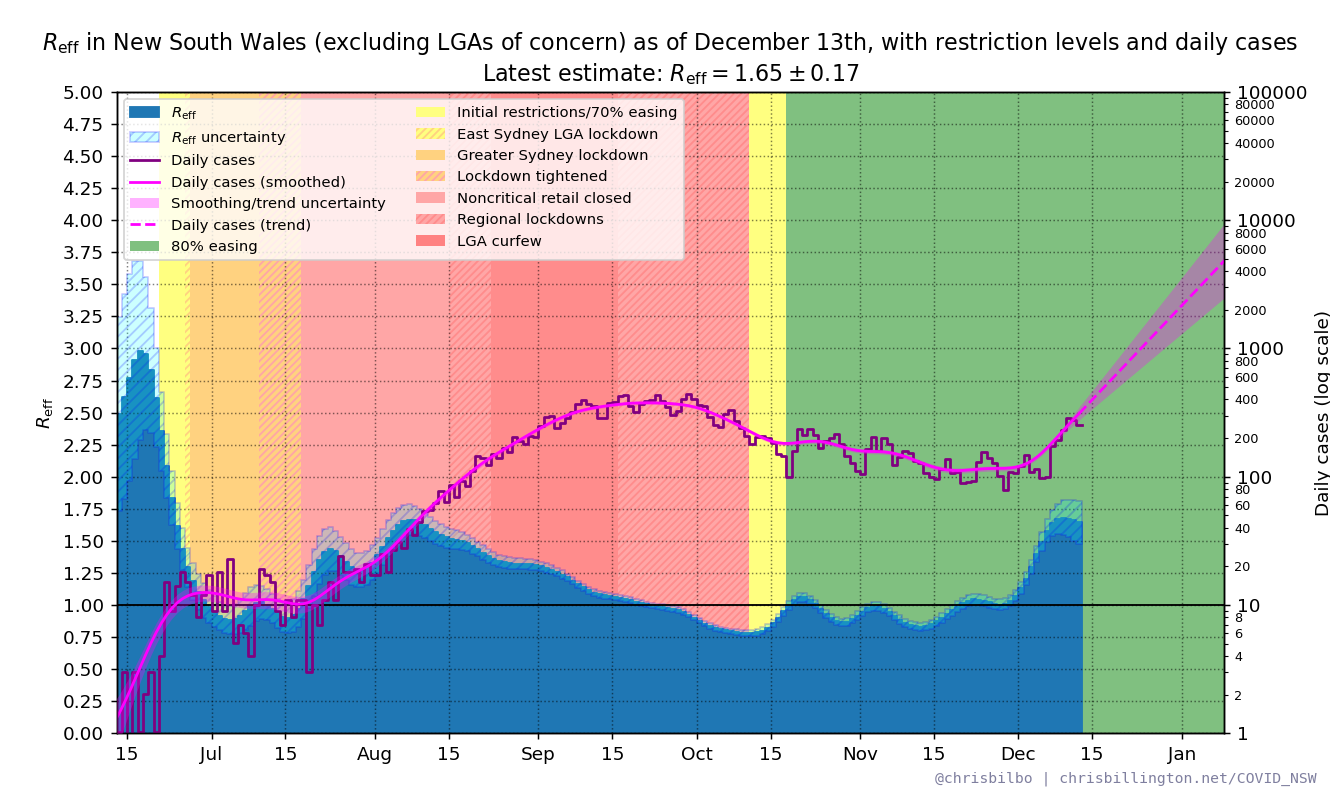 R_eff in New South Wales (excluding LGAs of concern) as of December 13th, with restriction levels and daily cases
Latest estimate: R_eff = 1.65 ± 0.17
R_eff
R_eff uncertainty
Daily cases
Daily cases (smoothed)
Smoothing/trend uncertainty
Daily cases (trend)
80% easing
Initial restrictions/70% easing
East Sydney LGA lockdown
Greater Sydney lockdown
Lockdown tightened
Noncritical retail closed
Regional lockdowns
LGA curfew
R_eff
5.00
4.75
4.50
4.25
4.00
3.75
3.50
3.25
3.00
2.75
2.50
2.25
2.00
1.75
1.50
1.25
1.00
0.75
0.50
0.25
0.00
100000
80000
60000
40000
20000
10000
8000
6000
4000
2000
1000
800
600
400
200
100
80
60
40
20
10
8
6
4
2
1
Daily cases (log scale)
15 Jul 15 Aug 15 Sep 15 Oct 15 Nov 15 Dec 15 Jan
@chrisbilbo | chrisbillington.net/COVID_NSW